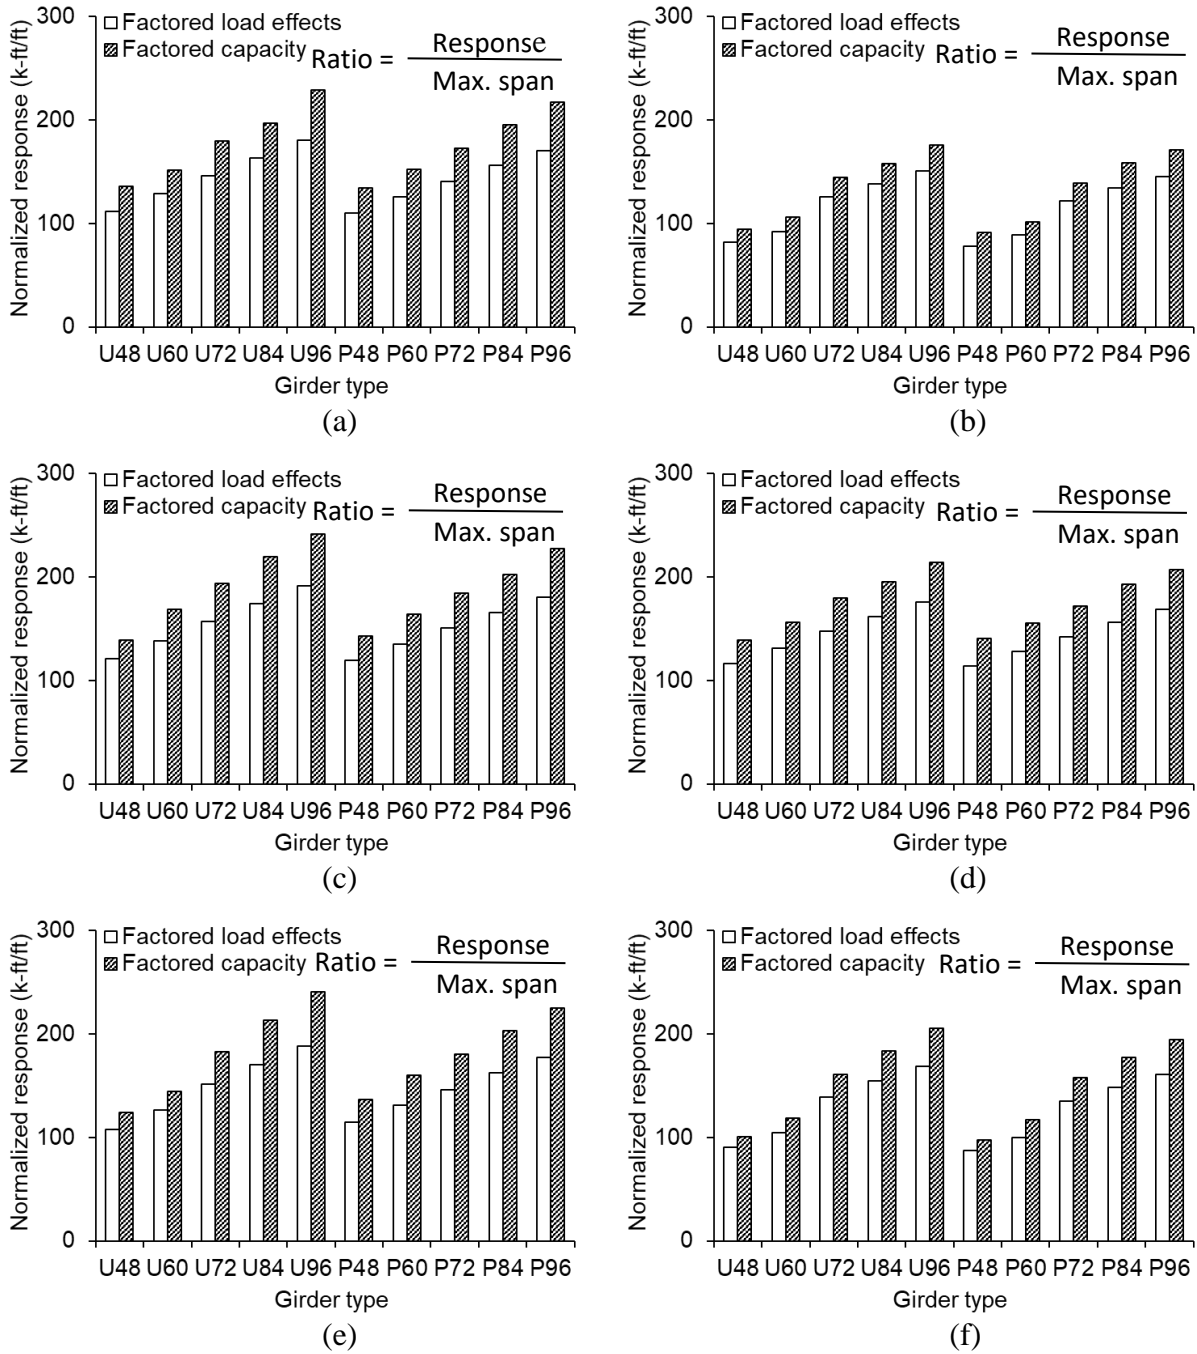 300
Factored load effects
Factored capacity
Ratio =
Response
Max. span
200
100
0
Normalized response (k-ft/ft)
U48 U60 U72 U84 U96 P48 P60 P72 P84 P96
Girder type
(a)
300
Factored load effects
Factored capacity
Ratio =
Response
Max. span
200
100
0
Normalized response (k-ft/ft)
U48 U60 U72 U84 U96 P48 P60 P72 P84 P96
Girder type
(b)
300
Factored load effects
Factored capacity
Ratio =
Response
Max. span
200
100
0
Normalized response (k-ft/ft)
U48 U60 U72 U84 U96 P48 P60 P72 P84 P96
Girder type
(c)
300
Factored load effects
Factored capacity
Ratio =
Response
Max. span
200
100
0
Normalized response (k-ft/ft)
U48 U60 U72 U84 U96 P48 P60 P72 P84 P96
Girder type
(d)
300
Factored load effects
Factored capacity
Ratio =
Response
Max. span
200
100
0
Normalized response (k-ft/ft)
U48 U60 U72 U84 U96 P48 P60 P72 P84 P96
Girder type
(e)
300
Factored load effects
Factored capacity
Ratio =
Response
Max. span
200
100
0
Normalized response (k-ft/ft)
U48 U60 U72 U84 U96 P48 P60 P72 P84 P96
Girder type
(f)